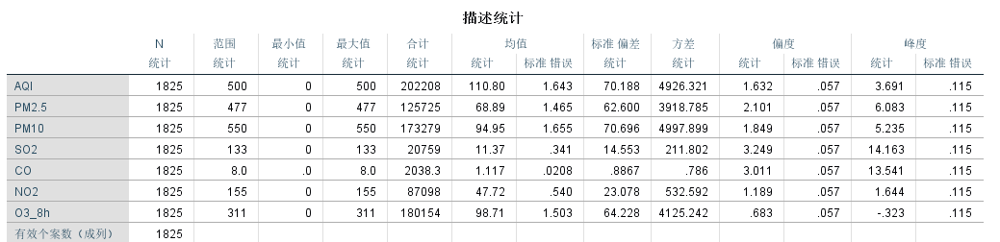 描述统计
N 范围 最小值 最大值 合计 均值 标准 偏差 方差 偏度 峰度
统计 统计 统计 统计 统计 统计 标准 错误 统计 统计 统计 标准 错误 统计 标准 错误
AQI 1825 500 0 500 202208 110.80 1.643 70.188 4926.321 1.632 .057 3.691 .115
PM2.5 1825 477 0 477 125725 68.89 1.465 62.600 3918.785 2.101 .057 6.083 .115
PM10 1825 550 0 550 173279 94.95 1.655 70.696 4997.899 1.849 .057 5.235 .115
SO2 1825 133 0 133 20759 11.37 .341 14.553 211.802 3.249 .057 14.163 .115
CO 1825 8.0 .0 8.0 2038.3 1.117 .0208 .8867 .786 3.011 .057 13.541 .115
NO2 1825 155 0 155 87098 47.72 .540 23.078 532.592 1.189 .057 1.644 .115
O3_8h 1825 311 0 311 180154 98.71 1.503 64.228 4125.242 .683 .057 -.323 .115
有效个案数（成列） 1825